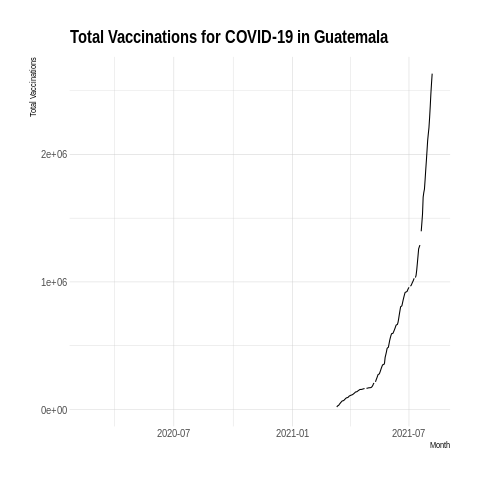 Total Vaccinations for COVID-19 in Guatemala
Total Vaccinations
2e+06
1e+06
0e+00
2020-07
2021-01
2021-07
Month